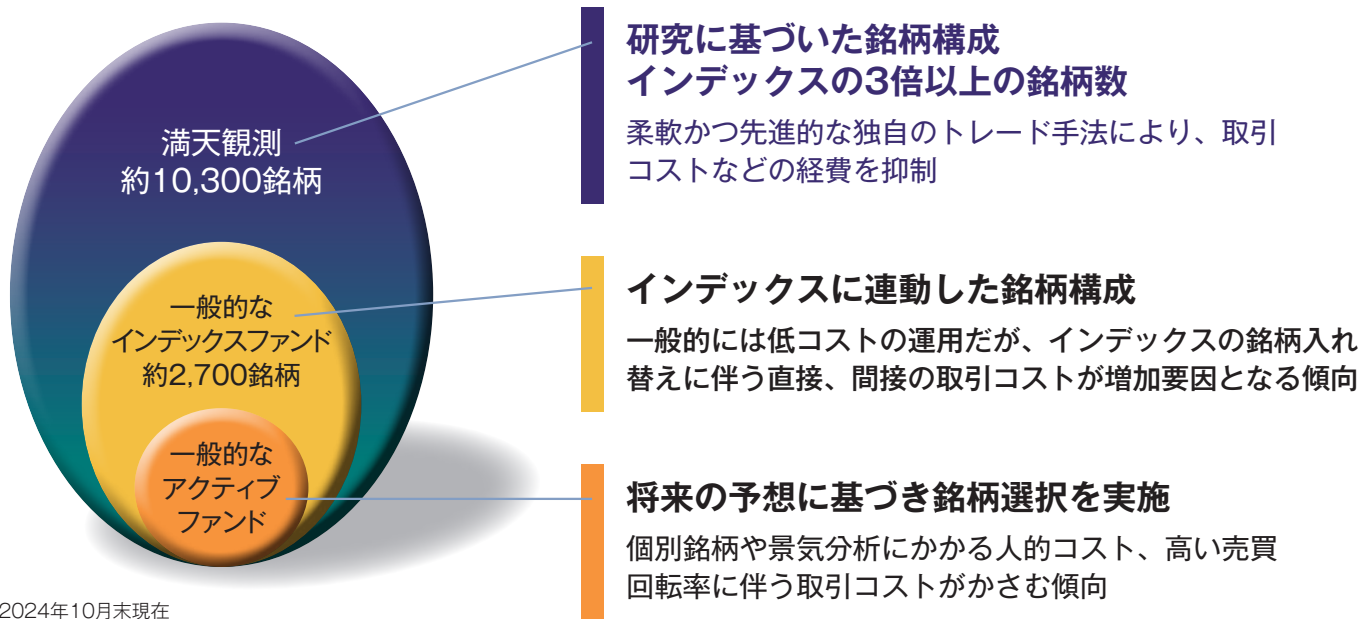 満天観測
約10,300銘柄
一般的な
インデックスファンド
約2,700銘柄
一般的な
アクティブ
ファンド
2024年10月末現在
研究に基づいた銘柄構成
インデックスの3倍以上の銘柄数
柔軟かつ先進的な独自のトレード手法により、取引
コストなどの経費を抑制
インデックスに連動した銘柄構成
一般的には低コストの運用だが、インデックスの銘柄入れ
替えに伴う直接、間接の取引コストが増加要因となる傾向
将来の予想に基づき銘柄選択を実施
個別銘柄や景気分析にかかる人的コスト、高い売買
回転率に伴う取引コストがかさむ傾向